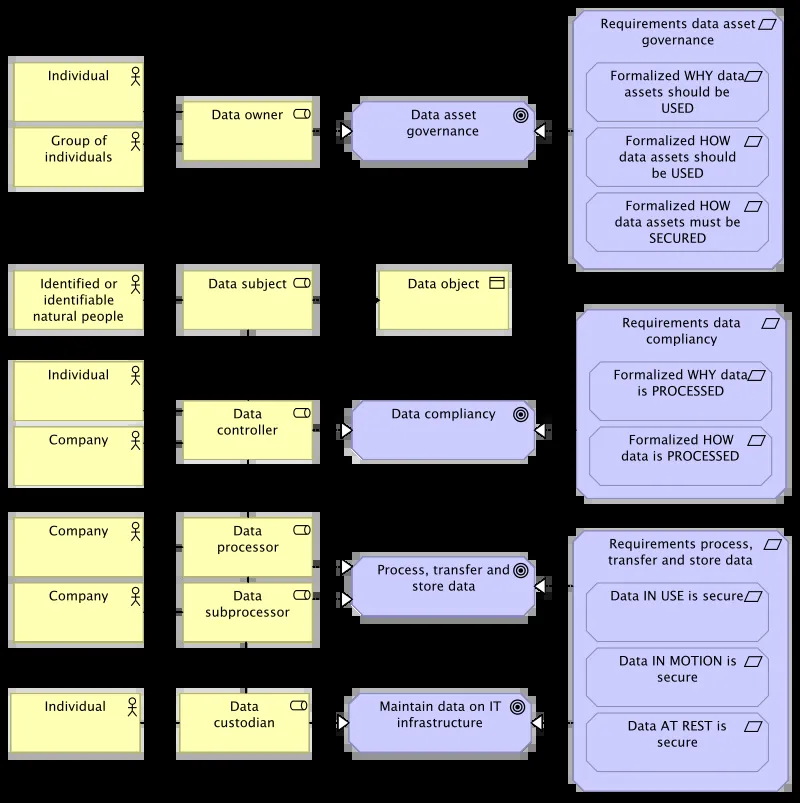 Requirements data asset
governance
Formalized WHY data
assets should be
USED
Formalized HOW
data assets should
be USED
Formalized HOW
data assets must be
SECURED
Individual
Group of
individuals
Data owner
Data asset
governance
Identified or
identifiable
natural people
Data subject
Data object
Requirements data
compliancy
Formalized WHY data
is PROCESSED
Formalized HOW
data is PROCESSED
Individual
Company
Data
controller
Data compliancy
Company
Company
Data
processor
Data
subprocessor
Process, transfer and
store data
Requirements process,
transfer and store data
Data IN USE is secure
Data IN MOTION is
secure
Data AT REST is
secure
Individual
Data
custodian
Maintain data on IT
infrastructure